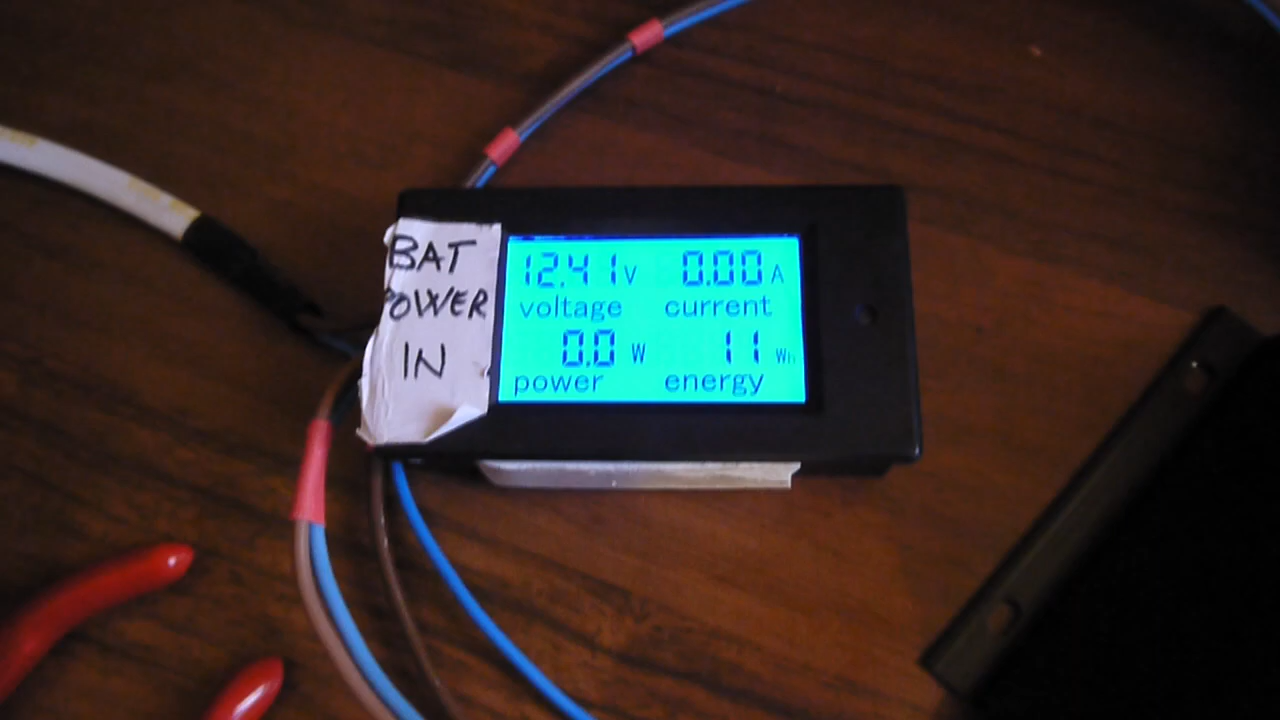 BAT
POWER
IN
12.41 V 0.00 A
voltage current
0.0 W 11 Wh
power energy